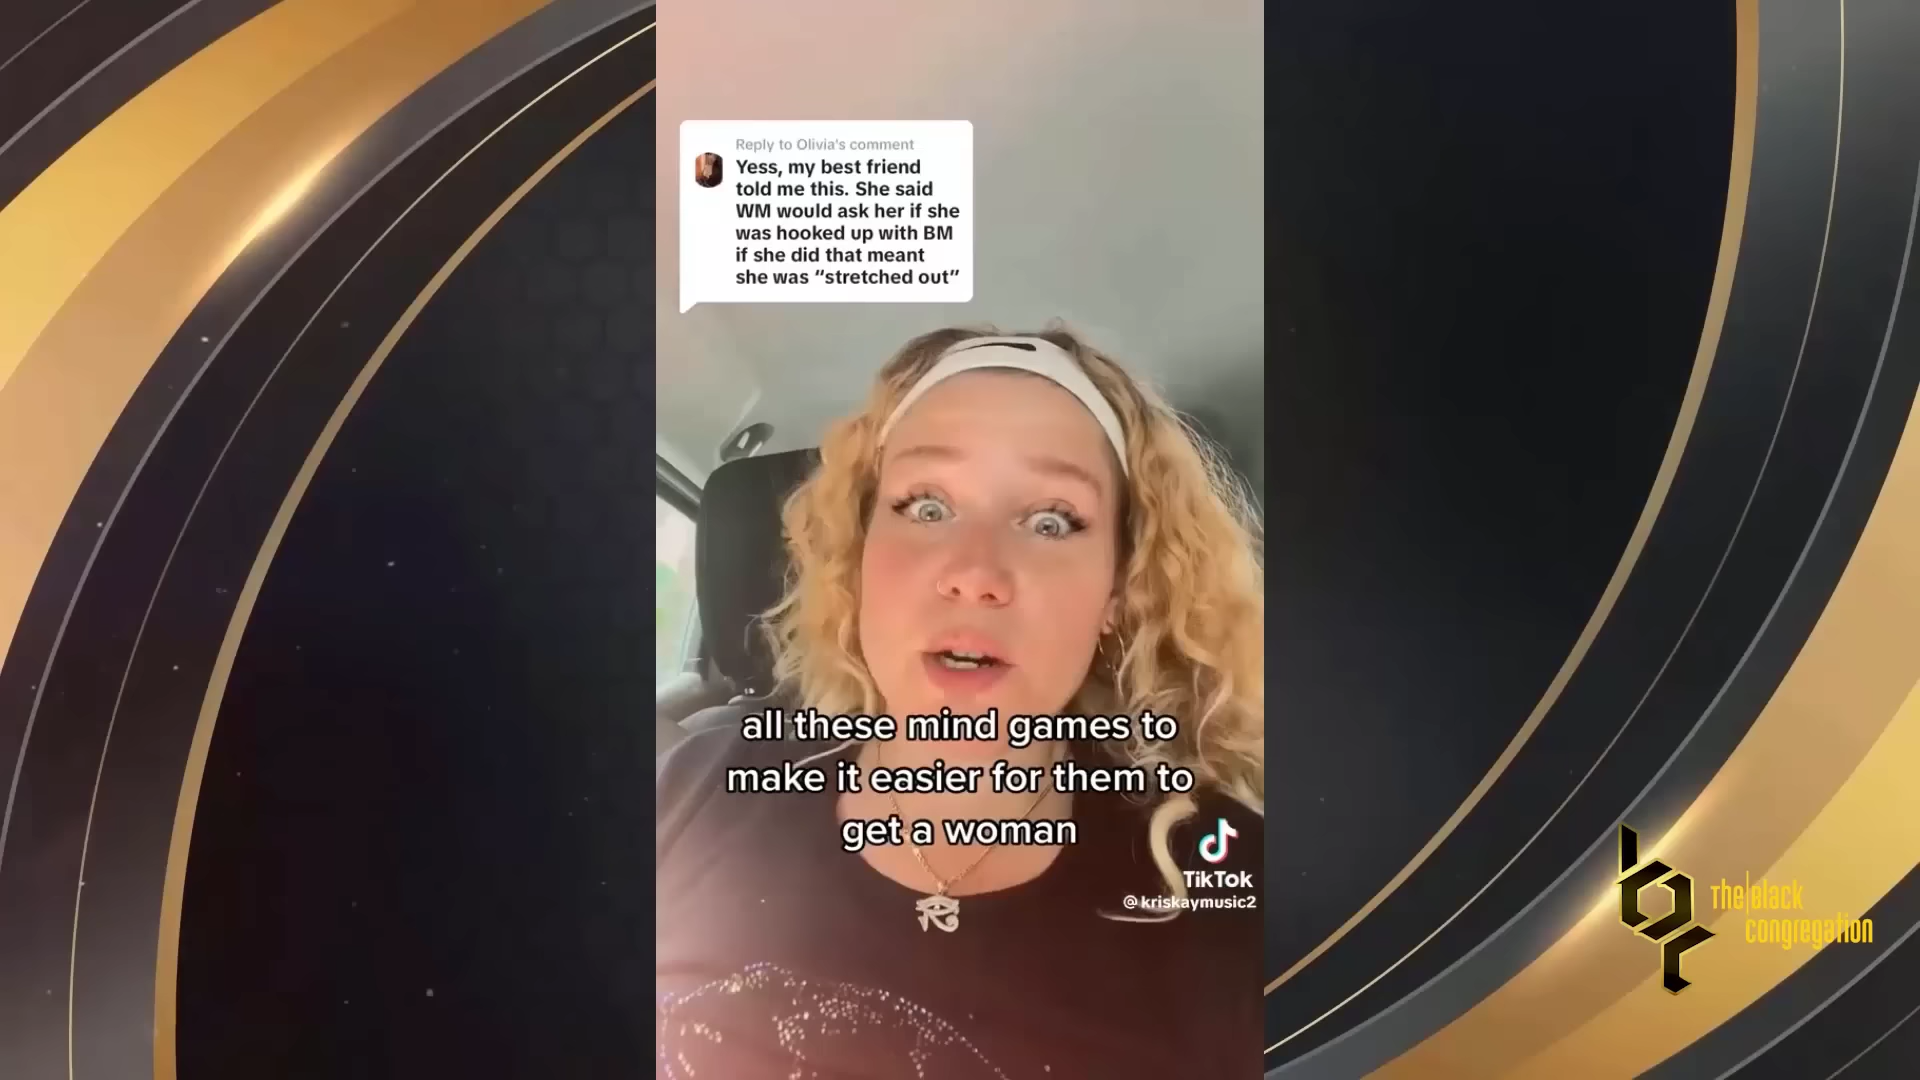 Reply to Olivia's comment
Yess, my best friend
told me this. She said
WM would ask her if she
was hooked up with BM
if she did that meant
she was “stretched out”
all these mind games to
make it easier for them to
get a woman
TikTok
@kriskaymusic2
the black
congregation